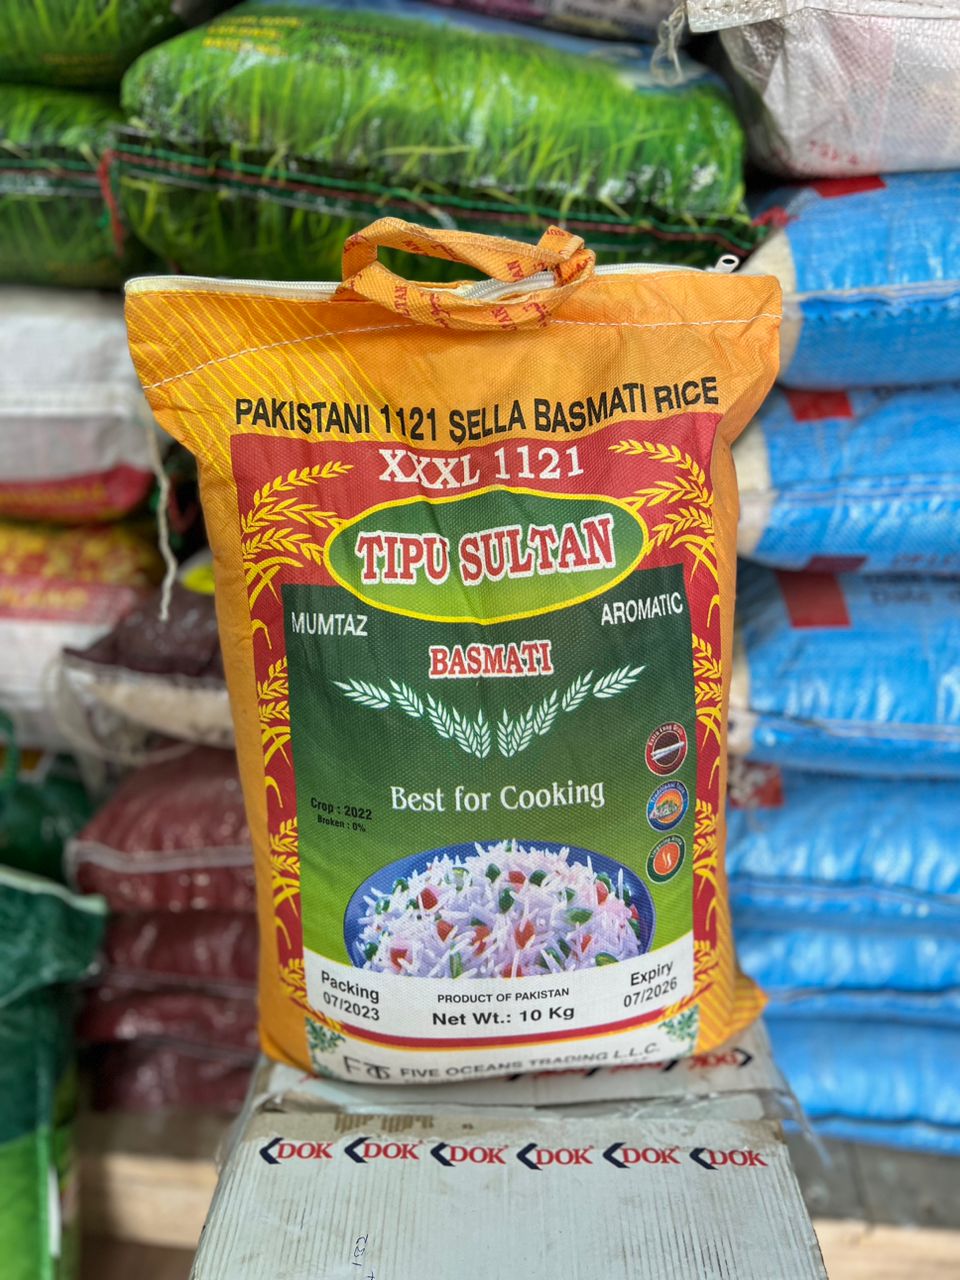 PAKISTANI 1121 SELLA BASMATI RICE
XXXL 1121
TIPU SULTAN
MUMTAZ
AROMATIC
BASMATI
Best for Cooking
Crop : 2022
Broken : 0%
Packing
07/2023
PRODUCT OF PAKISTAN
Net Wt.: 10 Kg
Expiry
07/2026
FIVE OCEANS TRADING L.L.C.
DOK DOK DOK DOK DOK DOK